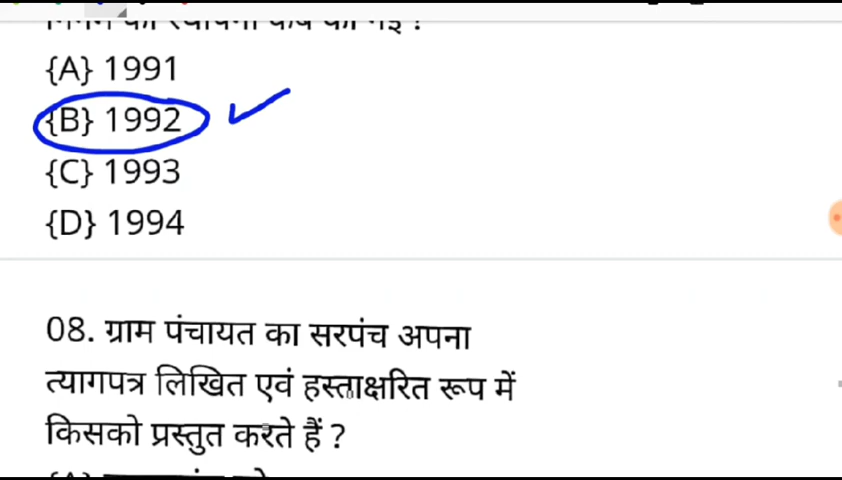 {A} 1991
{B} 1992
{C} 1993
{D} 1994
08. ग्राम पंचायत का सरपंच अपना
त्यागपत्र लिखित एवं हस्ताक्षरित रूप में
किसको प्रस्तुत करते हैं ?